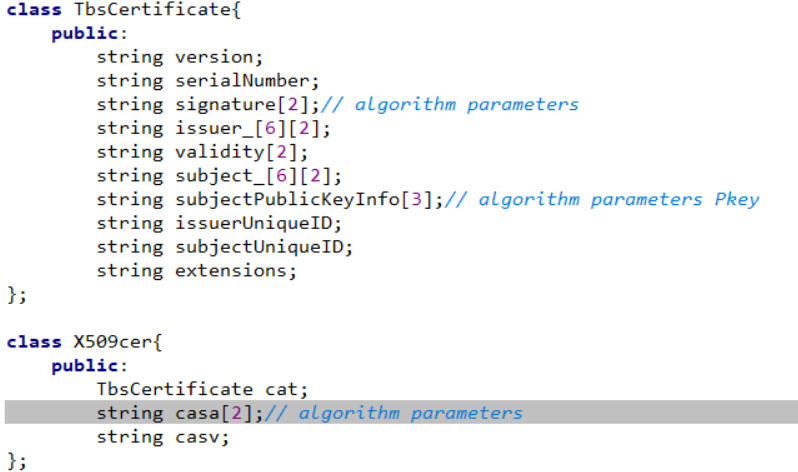 class TbsCertificate{
public:
string version;
string serialNumber;
string signature[2];// algorithm parameters
string issuer_[6][2];
string validity[2];
string subject_[6][2];
string subjectPublicKeyInfo[3];// algorithm parameters Pkey
string issuerUniqueID;
string subjectUniqueID;
string extensions;
};
class X509cer{
public:
TbsCertificate cat;
string casa[2];// algorithm parameters
string casv;
};